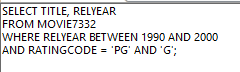 SELECT TITLE, RELYEAR
FROM MOVIE7332
WHERE RELYEAR BETWEEN 1990 AND 2000
AND RATINGCODE = 'PG' AND 'G';